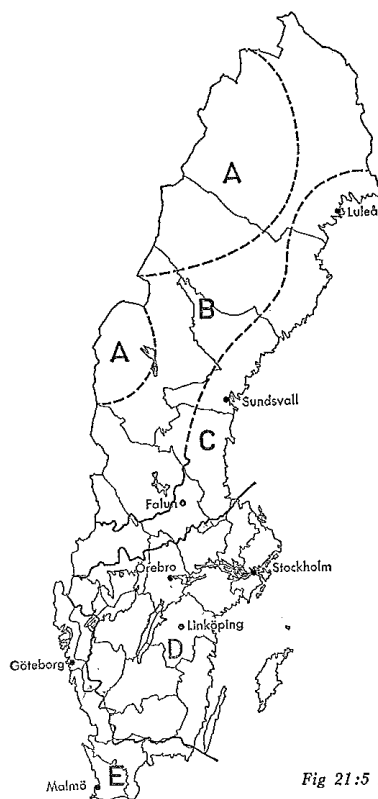 A
Luleå
B
A
Sundsvall
C
Falun
Örebro
Stockholm
Linköping
D
Göteborg
E
Malmö
Fig 21:5